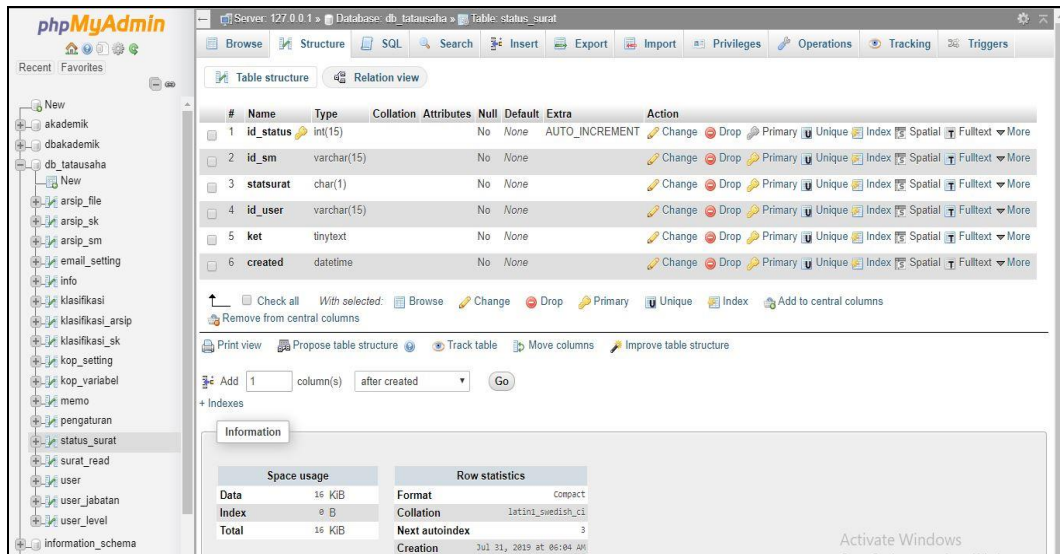 phpMyAdmin
Recent Favorites
New
akademik
dbakademik
db_tatausaha
New
arsip_file
arsip_sk
arsip_sm
email_setting
info
klasifikasi
klasifikasi_arsip
klasifikasi_sk
kop_setting
kop_variabel
memo
pengaturan
status_surat
surat_read
user
user_jabatan
user_level
information_schema
Server: 127.0.0.1 » Database: db_tatausaha » Table: status_surat
Browse Structure SQL Search Insert Export Import Privileges Operations Tracking Triggers
Table structure Relation view
# Name Type Collation Attributes Null Default Extra Action
1 id_status int(15) No None AUTO_INCREMENT Change Drop Primary Unique Index Spatial Fulltext More
2 id_sm varchar(15) No None Change Drop Primary Unique Index Spatial Fulltext More
3 statsurat char(1) No None Change Drop Primary Unique Index Spatial Fulltext More
4 id_user varchar(15) No None Change Drop Primary Unique Index Spatial Fulltext More
5 ket tinytext No None Change Drop Primary Unique Index Spatial Fulltext More
6 created datetime No None Change Drop Primary Unique Index Spatial Fulltext More
Check all With selected: Browse Change Drop Primary Unique Index Add to central columns
Remove from central columns
Print view Propose table structure Track table Move columns Improve table structure
Add 1 column(s) after created Go
+ Indexes
Information
Space usage
Data 16 KiB
Index 0 B
Total 16 KiB
Row statistics
Format Compact
Collation latin1_swedish_ci
Next autoindex 3
Creation Jul 31, 2019 at 06:04 AM
Activate Windows